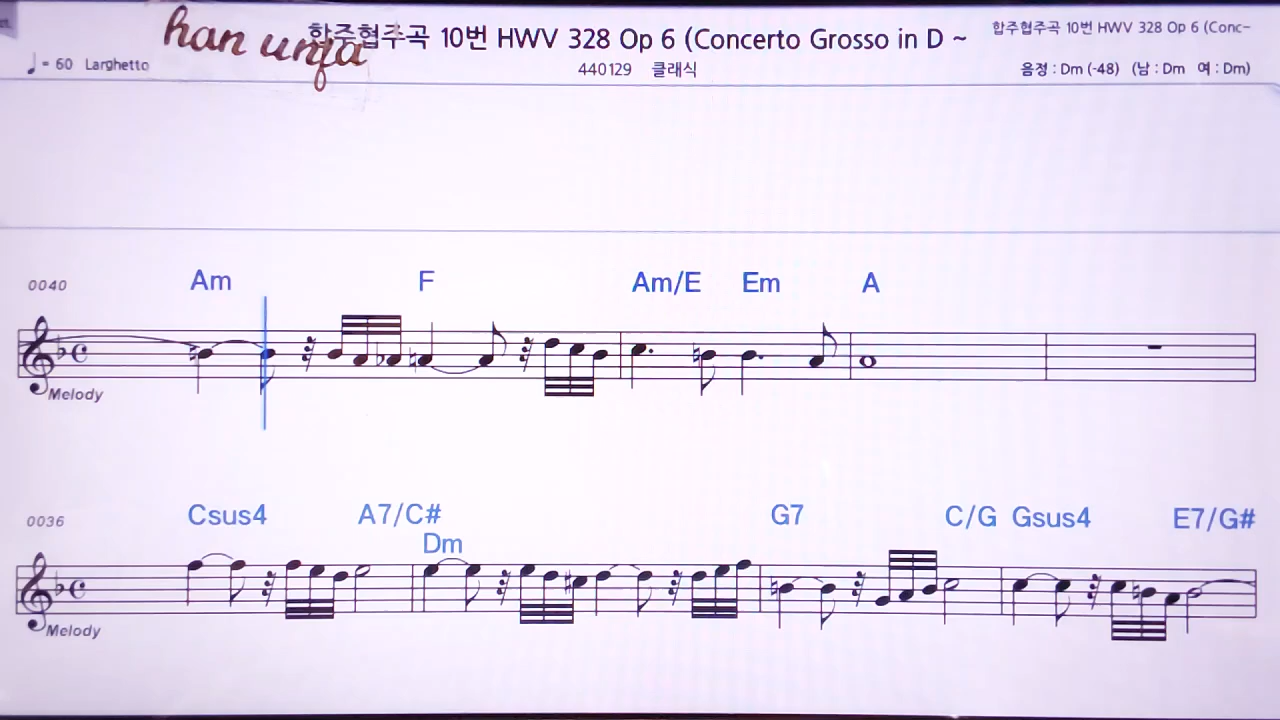 han unfa
합주협주곡 10번 HWV 328 Op 6 (Concerto Grosso in D ~
합주협주곡 10번 HWV 328 Op 6 (Conc-
= 60 Larghetto
440129 클래식
음정 : Dm (-48) (남 : Dm 여 : Dm)
0040 Am F Am/E Em A
Melody
0036 Csus4 A7/C# G7 C/G Gsus4 E7/G#
Dm
Melody